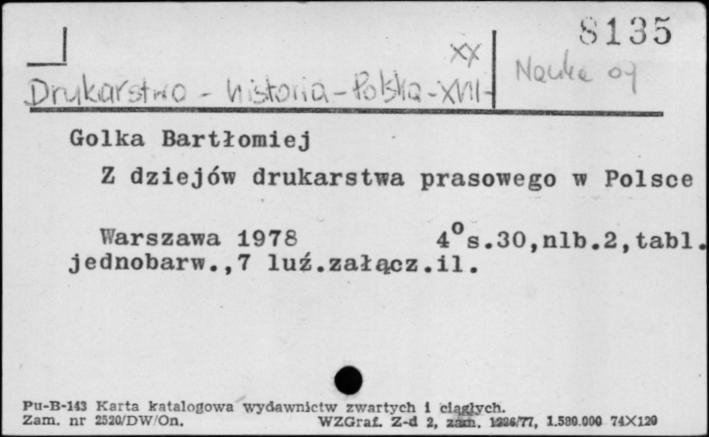 8135
XX
Nauka og
Drukarstwo - historia - Polska - XVII -
Golka Bartłomiej
Z dziejów drukarstwa prasowego w Polsce
Warszawa 1978 4°s.30,nlb.2,tabl.
jednobarw.,7 luź.załącz.il.
Pu-B-143 Karta katalogowa wydawnictw zwartych i ciągłych.
Zam. nr 2520/DW/On. WZGraf. Z-d 2, zam. 1286/77, 1.580.000 74X120